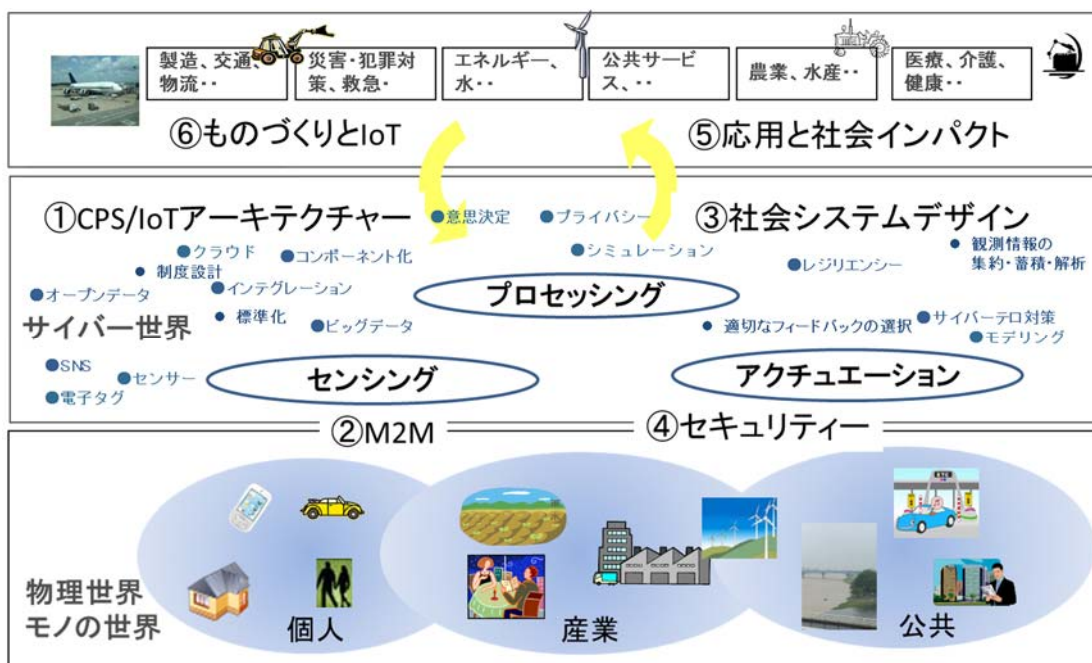 製造、交通、
物流・・
災害・犯罪対
策、救急・
エネルギー、
水・・
公共サービ
ス、・・
農業、水産・・
医療、介護、
健康・・
⑥ものづくりとIoT
⑤応用と社会インパクト
①CPS/IoTアーキテクチャー
●意思決定
●プライバシー
③社会システムデザイン
●クラウド
●コンポーネント化
●シミュレーション
● 観測情報の
集約・蓄積・解析
● 制度設計
●レジリエンシー
●オープンデータ
●インテグレーション
プロセッシング
サイバー世界
● 標準化
●ビッグデータ
● 適切なフィードバックの選択
●サイバーテロ対策
●モデリング
●SNS
●センサー
●電子タグ
センシング
アクチュエーション
②M2M
④セキュリティー
物理世界
モノの世界
個人
産業
公共